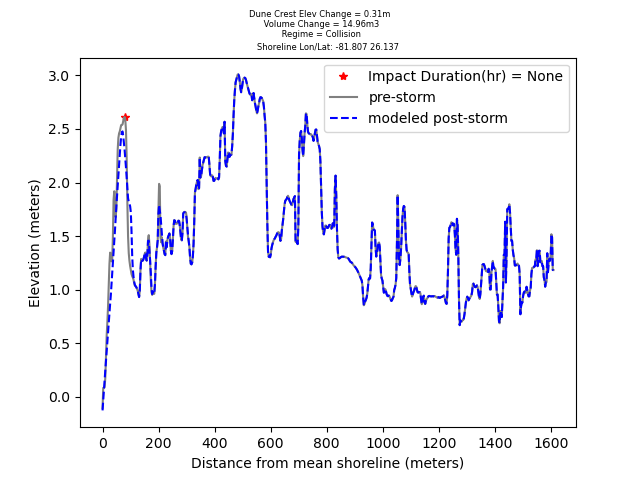 Dune Crest Elev Change = 0.31m
Volume Change = 14.96m3
Regime = Collision
Shoreline Lon/Lat: -81.807 26.137
Impact Duration(hr) = None
pre-storm
modeled post-storm
3.0
2.5
2.0
1.5
1.0
0.5
0.0
Elevation (meters)
0 200 400 600 800 1000 1200 1400 1600
Distance from mean shoreline (meters)